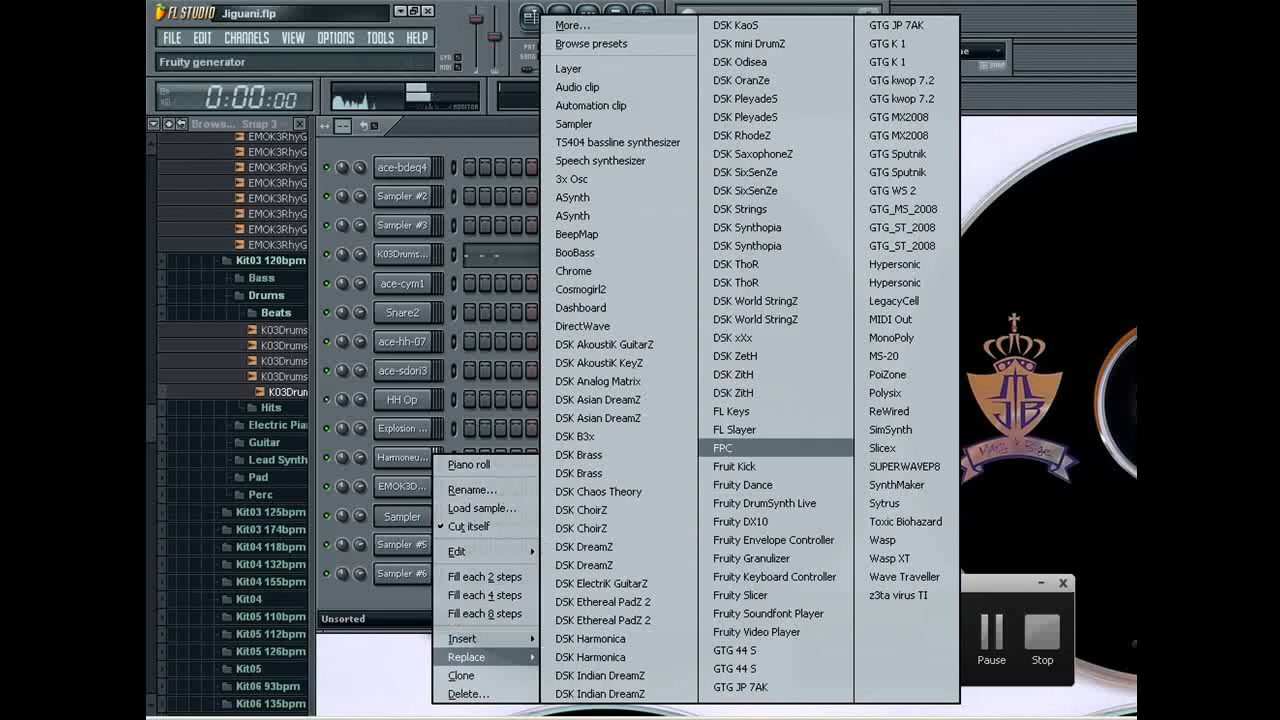 FL STUDIO Jiguani.flp
FILE EDIT CHANNELS VIEW OPTIONS TOOLS HELP
Fruity generator
0:00:00
MONITOR
PAT
SONG
SNAP
Brows... Snap 3
EMOK3RhyG
EMOK3RhyG
EMOK3RhyG
EMOK3RhyG
EMOK3RhyG
EMOK3RhyG
EMOK3RhyG
EMOK3RhyG
Kit03 120bpm
Bass
Drums
Beats
K03Drums
K03Drums
K03Drums
K03Drums
K03Drum
Hits
Electric Pia
Guitar
Lead Synth
Pad
Perc
Kit03 125bpm
Kit03 174bpm
Kit04 118bpm
Kit04 132bpm
Kit04 155bpm
Kit04
Kit05 110bpm
Kit05 112bpm
Kit05 126bpm
Kit05
Kit06 93bpm
Kit06 135bpm
ace-bdeq4
Sampler #2
Sampler #3
K03Drums...
ace-cym1
Snare2
ace-hh-07
ace-sdori3
HH Op
Explosion ...
Harmoneu...
EMOK3D...
Sampler
Sampler #5
Sampler #6
Unsorted
Piano roll
Rename...
Load sample...
Cut itself
Edit
Fill each 2 steps
Fill each 4 steps
Fill each 8 steps
Insert
Replace
Clone
Delete...
More...
Browse presets
Layer
Audio clip
Automation clip
Sampler
TS404 bassline synthesizer
Speech synthesizer
3x Osc
ASynth
ASynth
BeepMap
BooBass
Chrome
Cosmogirl2
Dashboard
DirectWave
DSK AkoustiK GuitarZ
DSK AkoustiK KeyZ
DSK Analog Matrix
DSK Asian DreamZ
DSK Asian DreamZ
DSK B3x
DSK Brass
DSK Brass
DSK Chaos Theory
DSK ChoirZ
DSK ChoirZ
DSK DreamZ
DSK DreamZ
DSK ElectriK GuitarZ
DSK Ethereal PadZ 2
DSK Ethereal PadZ 2
DSK Harmonica
DSK Harmonica
DSK Indian DreamZ
DSK Indian DreamZ
DSK KaoS
DSK mini DrumZ
DSK Odisea
DSK OranZe
DSK PleyadeS
DSK PleyadeS
DSK RhodeZ
DSK SaxophoneZ
DSK SixSenZe
DSK SixSenZe
DSK Strings
DSK Synthopia
DSK Synthopia
DSK ThoR
DSK ThoR
DSK World StringZ
DSK World StringZ
DSK xXx
DSK ZetH
DSK ZitH
DSK ZitH
FL Keys
FL Slayer
FPC
Fruit Kick
Fruity Dance
Fruity DrumSynth Live
Fruity DX10
Fruity Envelope Controller
Fruity Granulizer
Fruity Keyboard Controller
Fruity Slicer
Fruity Soundfont Player
Fruity Video Player
GTG 44 S
GTG 44 S
GTG JP 7AK
GTG JP 7AK
GTG K 1
GTG K 1
GTG kwop 7.2
GTG kwop 7.2
GTG MX2008
GTG MX2008
GTG Sputnik
GTG Sputnik
GTG WS 2
GTG_MS_2008
GTG_ST_2008
GTG_ST_2008
Hypersonic
Hypersonic
LegacyCell
MIDI Out
MonoPoly
MS-20
PoiZone
Polysix
ReWired
SimSynth
Slicex
SUPERWAVEP8
SynthMaker
Sytrus
Toxic Biohazard
Wasp
Wasp XT
Wave Traveller
z3ta virus TI
Pause
Stop